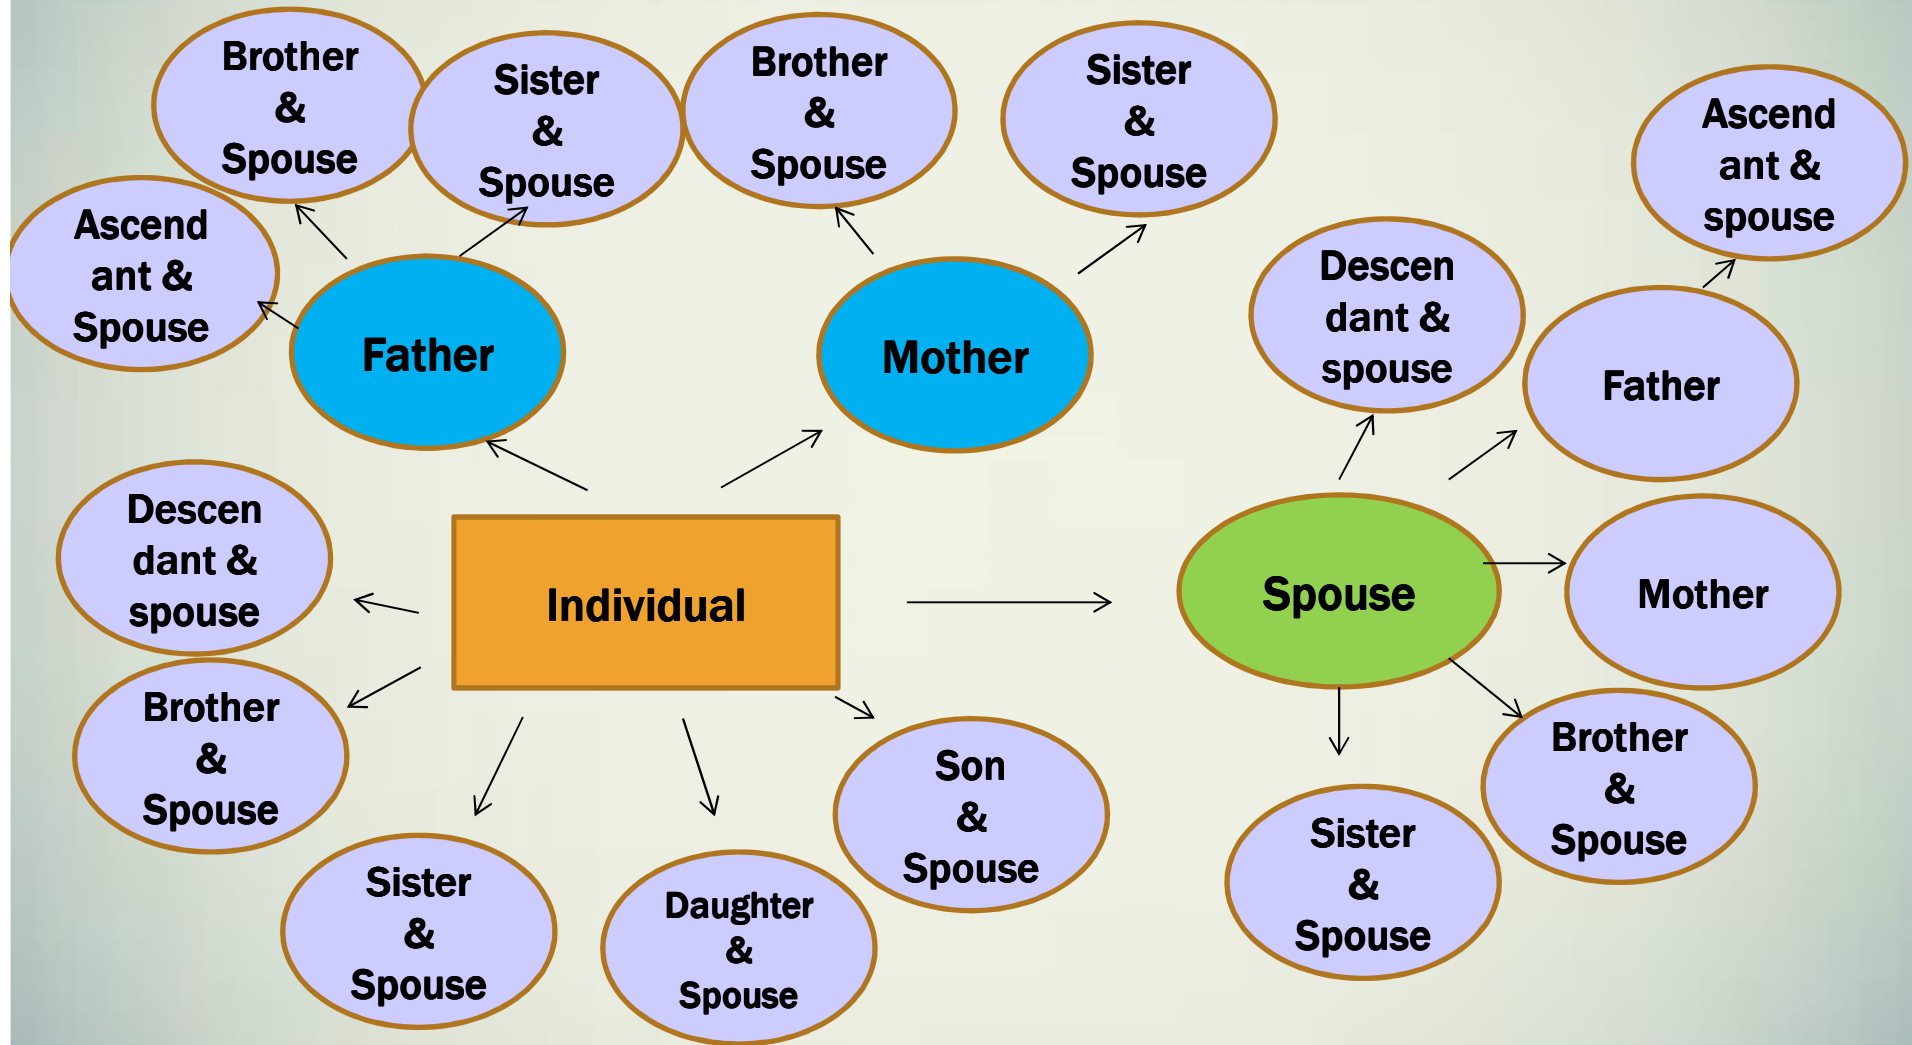 Brother
&
Spouse
Sister
&
Spouse
Brother
&
Spouse
Sister
&
Spouse
Ascend
ant &
spouse
Ascend
ant &
Spouse
Father
Mother
Descen
dant &
spouse
Father
Descen
dant &
spouse
Individual
Spouse
Mother
Brother
&
Spouse
Sister
&
Spouse
Daughter
&
Spouse
Son
&
Spouse
Sister
&
Spouse
Brother
&
Spouse